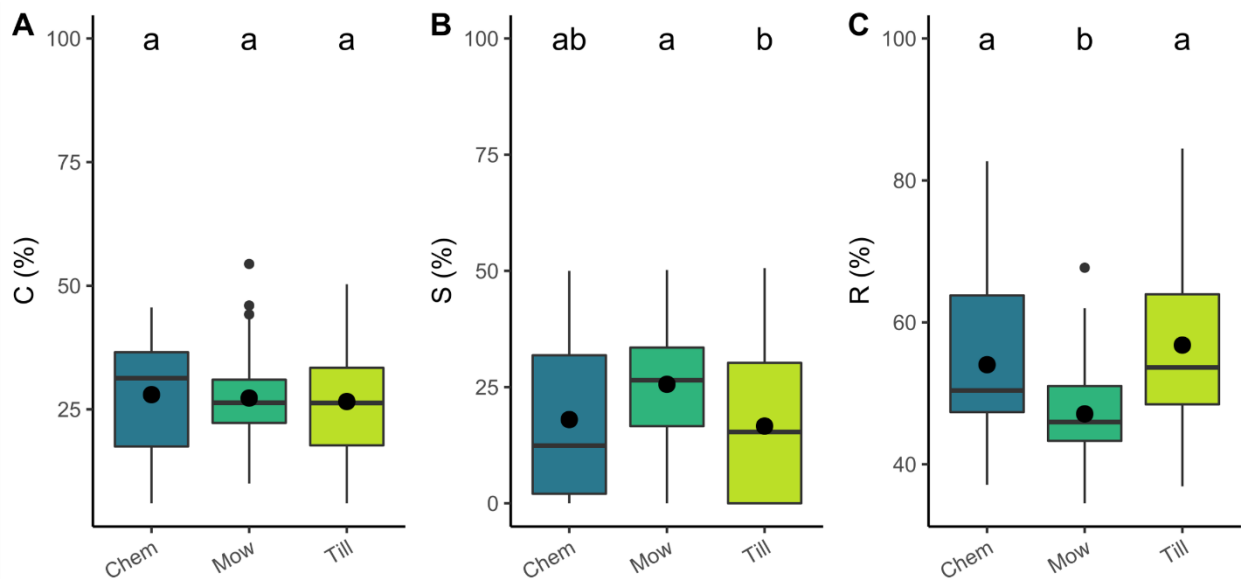 A
a a a
100
75
50
25
C (%)
Chem Mow Till
B
ab a b
100
75
50
25
0
S (%)
Chem Mow Till
C
a b a
100
80
60
40
R (%)
Chem Mow Till